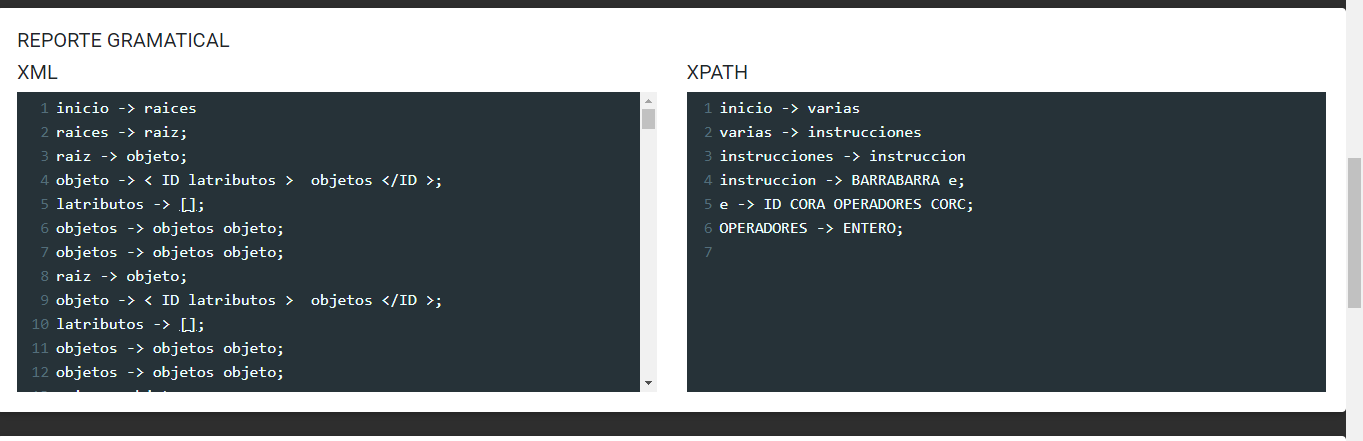 REPORTE GRAMATICAL
XML
1 inicio -> raices
2 raices -> raiz;
3 raiz -> objeto;
4 objeto -> < ID latributos >  objetos </ID >;
5 latributos -> [];
6 objetos -> objetos objeto;
7 objetos -> objetos objeto;
8 raiz -> objeto;
9 objeto -> < ID latributos >  objetos </ID >;
10 latributos -> [];
11 objetos -> objetos objeto;
12 objetos -> objetos objeto;
XPATH
1 inicio -> varias
2 varias -> instrucciones
3 instrucciones -> instruccion
4 instruccion -> BARRABARRA e;
5 e -> ID CORA OPERADORES CORC;
6 OPERADORES -> ENTERO;
7